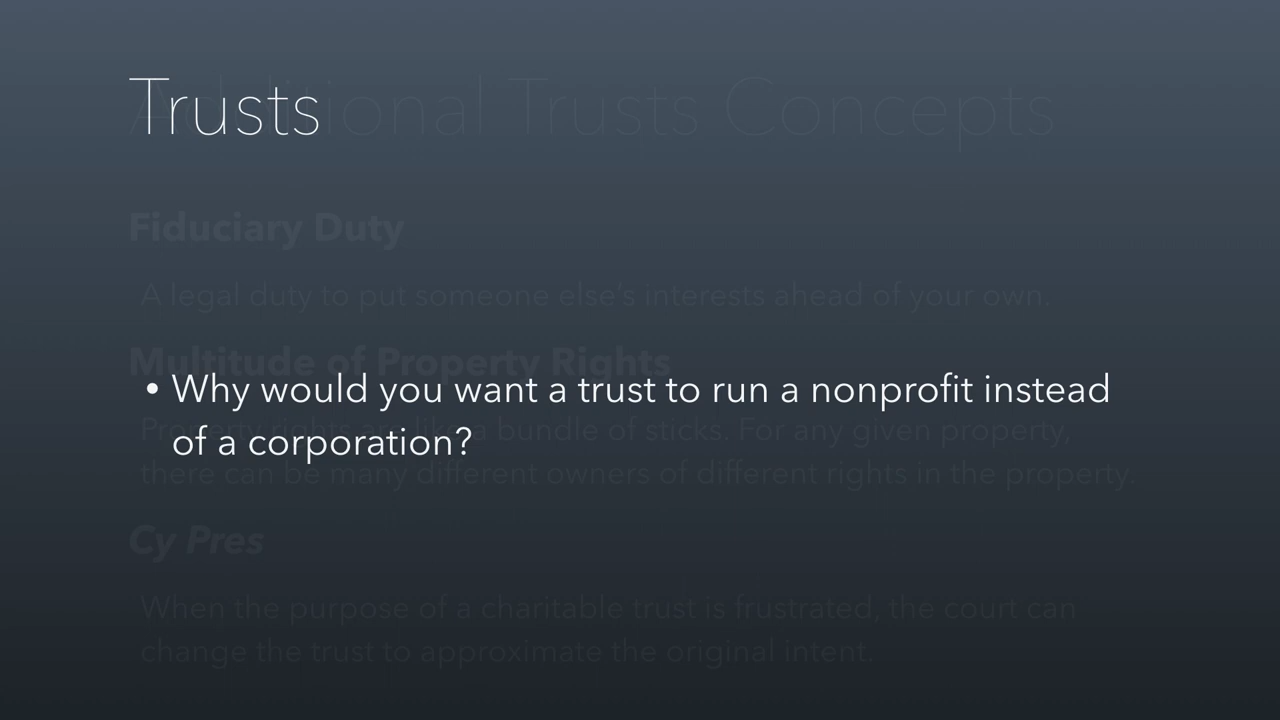 Trusts
Additional Trusts Concepts
Fiduciary Duty
A legal duty to put someone else's interests ahead of your own.
Multitude of Property Rights
• Why would you want a trust to run a nonprofit instead
of a corporation?
Property rights are like a bundle of sticks. For any given property,
there can be many different owners of different rights in the property.
Cy Pres
When the purpose of a charitable trust is frustrated, the court can
change the trust to approximate the original intent.